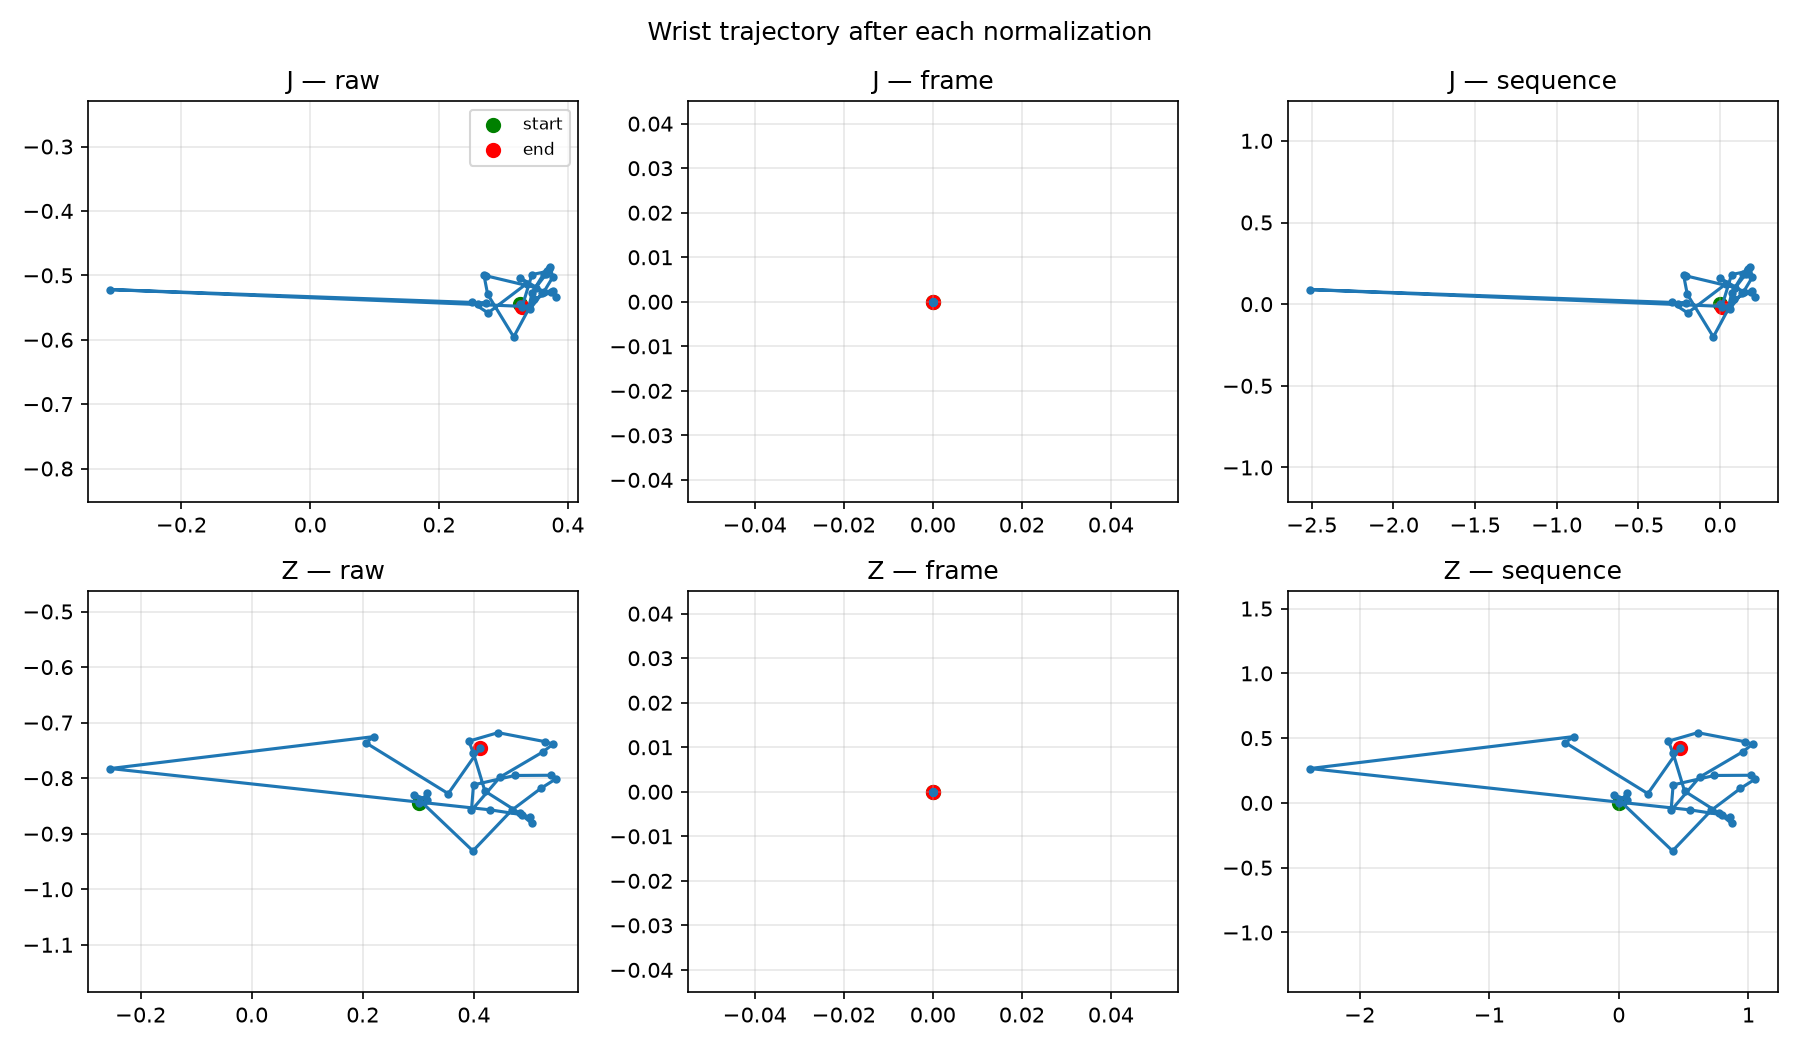 Wrist trajectory after each normalization
J — raw
−0.3
−0.4
−0.5
−0.6
−0.7
−0.8
−0.2 0.0 0.2 0.4
start
end
J — frame
0.04
0.03
0.02
0.01
0.00
−0.01
−0.02
−0.03
−0.04
−0.04 −0.02 0.00 0.02 0.04
J — sequence
1.0
0.5
0.0
−0.5
−1.0
−2.5 −2.0 −1.5 −1.0 −0.5 0.0
Z — raw
−0.5
−0.6
−0.7
−0.8
−0.9
−1.0
−1.1
−0.2 0.0 0.2 0.4
Z — frame
0.04
0.03
0.02
0.01
0.00
−0.01
−0.02
−0.03
−0.04
−0.04 −0.02 0.00 0.02 0.04
Z — sequence
1.5
1.0
0.5
0.0
−0.5
−1.0
−2 −1 0 1